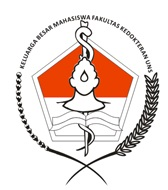 KELUARGA BESAR MAHASISWA FAKULTAS KEDOKTERAN UNS